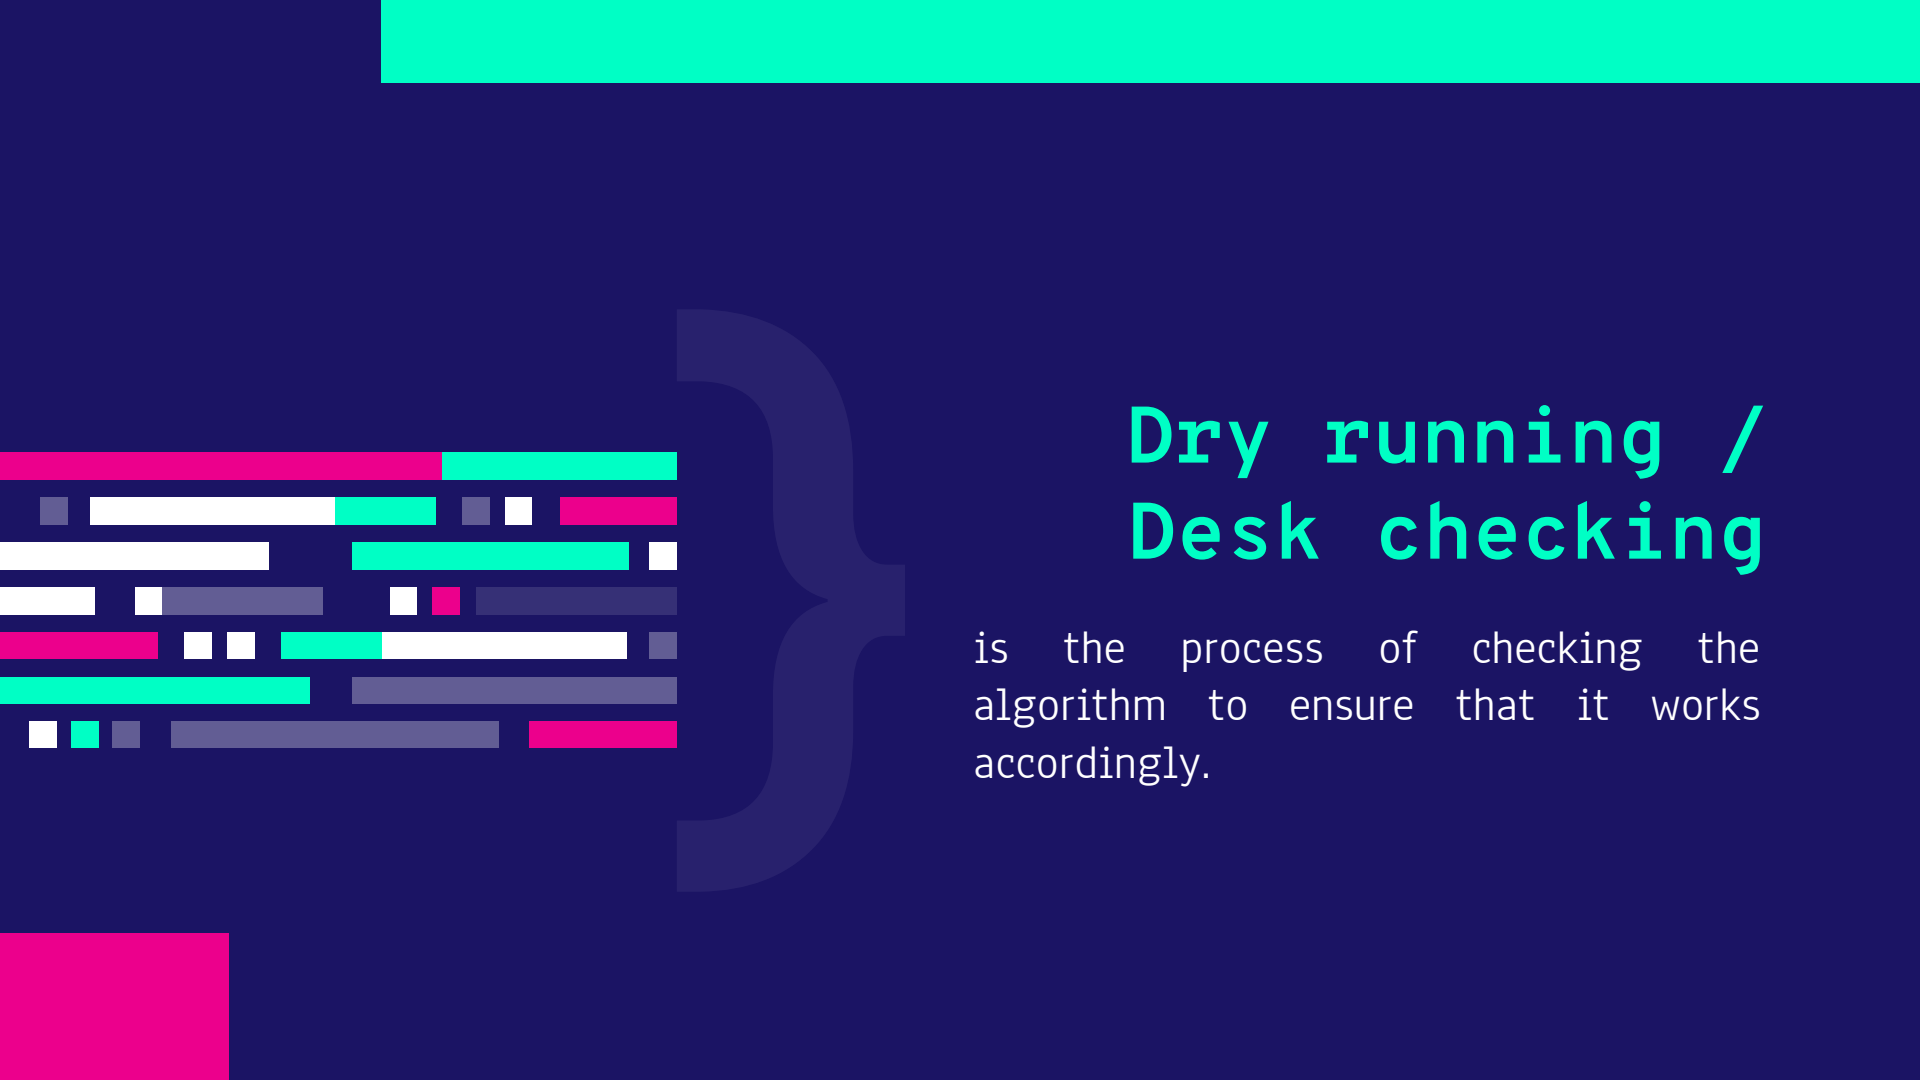 Dry running /
Desk checking
is the process of checking the
algorithm to ensure that it works
accordingly.
}